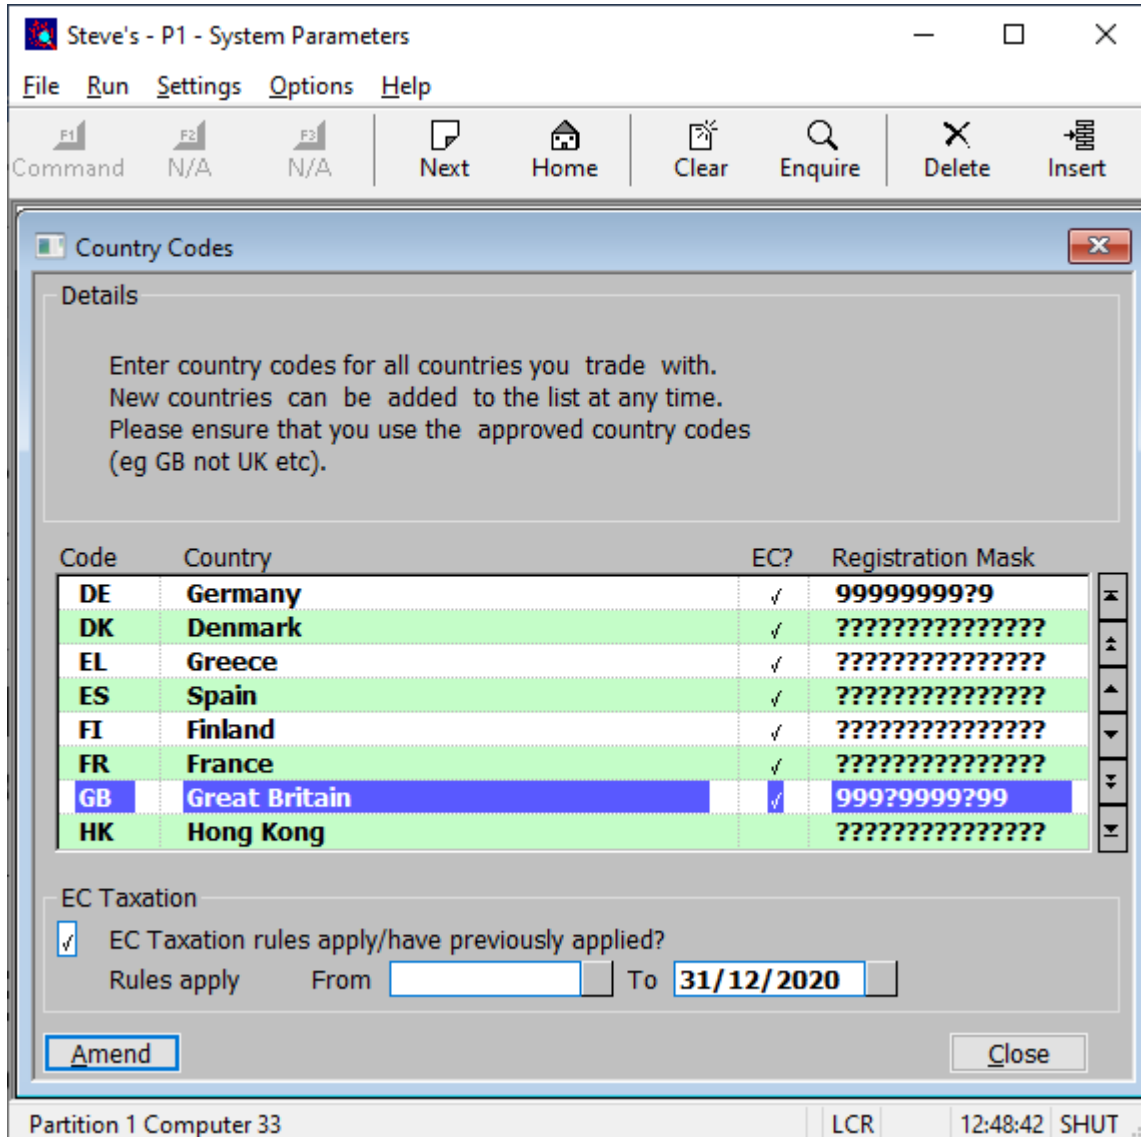 Steve's - P1 - System Parameters
File Run Settings Options Help
F1 F2 F3
Command N/A N/A Next Home Clear Enquire Delete Insert
Country Codes
Details
Enter country codes for all countries you trade with.
New countries can be added to the list at any time.
Please ensure that you use the approved country codes
(eg GB not UK etc).
Code Country EC? Registration Mask
DE Germany √ 99999999?9
DK Denmark √ ???????????????
EL Greece √ ???????????????
ES Spain √ ???????????????
FI Finland √ ???????????????
FR France √ ???????????????
GB Great Britain √ 999?9999?99
HK Hong Kong ???????????????
EC Taxation
√ EC Taxation rules apply/have previously applied?
Rules apply From To 31/12/2020
Amend Close
Partition 1 Computer 33 LCR 12:48:42 SHUT